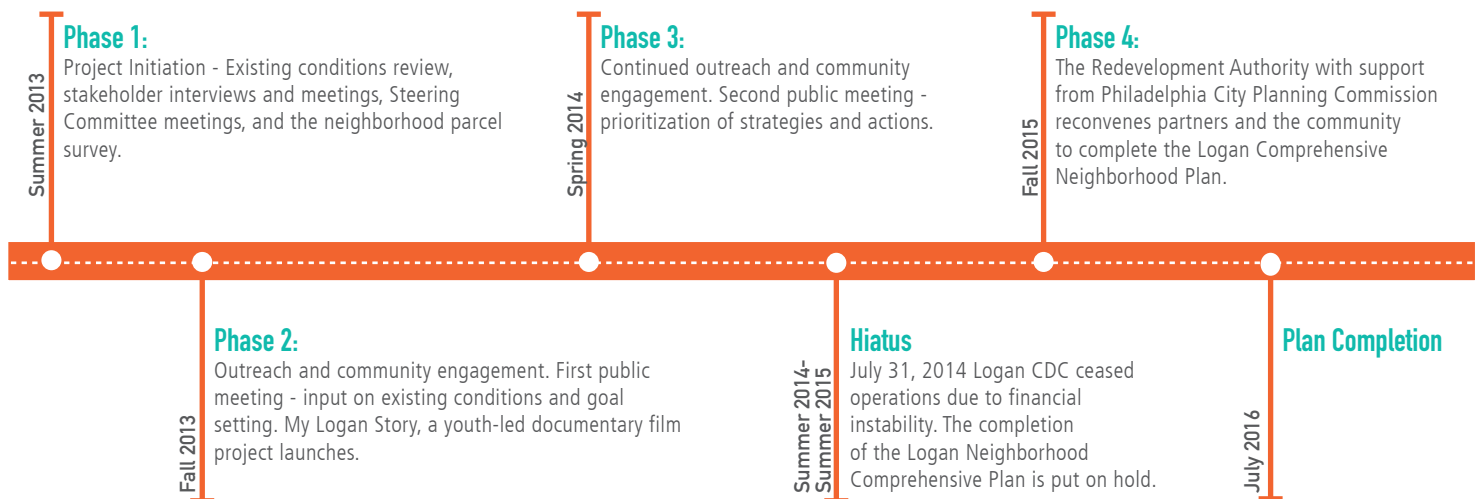 Summer 2013
Phase 1:
Project Initiation - Existing conditions review,
stakeholder interviews and meetings, Steering
Committee meetings, and the neighborhood parcel
survey.
Fall 2013
Phase 2:
Outreach and community engagement. First public
meeting - input on existing conditions and goal
setting. My Logan Story, a youth-led documentary film
project launches.
Spring 2014
Phase 3:
Continued outreach and community
engagement. Second public meeting -
prioritization of strategies and actions.
Summer 2014-
Summer 2015
Hiatus
July 31, 2014 Logan CDC ceased
operations due to financial
instability. The completion
of the Logan Neighborhood
Comprehensive Plan is put on hold.
Fall 2015
Phase 4:
The Redevelopment Authority with support
from Philadelphia City Planning Commission
reconvenes partners and the community
to complete the Logan Comprehensive
Neighborhood Plan.
July 2016
Plan Completion